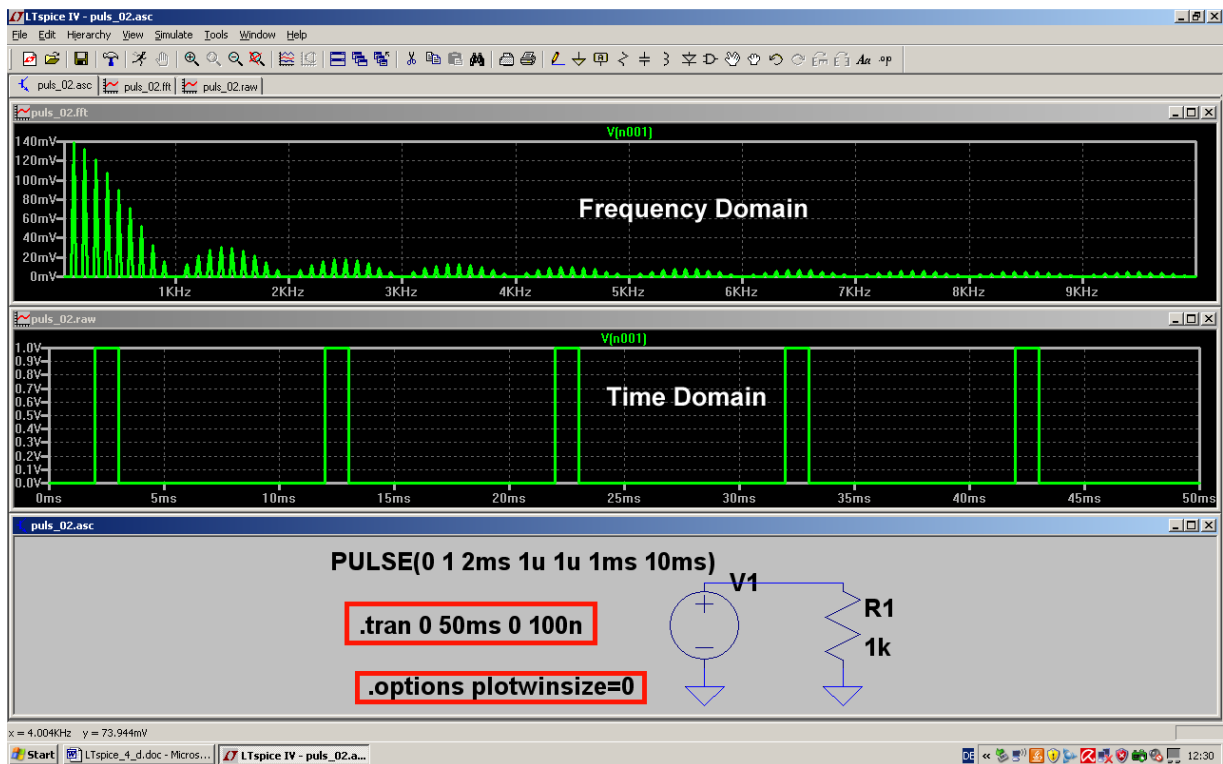 LTspice IV - puls_02.asc
File Edit Hierarchy View Simulate Tools Window Help
puls_02.asc puls_02.fft puls_02.raw
puls_02.fft
V(n001)
140mV
120mV
100mV
80mV
60mV
40mV
20mV
0mV
Frequency Domain
1KHz 2KHz 3KHz 4KHz 5KHz 6KHz 7KHz 8KHz 9KHz
puls_02.raw
V(n001)
1.0V
0.9V
0.8V
0.7V
0.6V
0.5V
0.4V
0.3V
0.2V
0.1V
0.0V
Time Domain
0ms 5ms 10ms 15ms 20ms 25ms 30ms 35ms 40ms 45ms 50ms
puls_02.asc
PULSE(0 1 2ms 1u 1u 1ms 10ms)
V1
R1
.tran 0 50ms 0 100n
1k
.options plotwinsize=0
x = 4.004KHz y = 73.944mV
Start LTspice_4_d.doc - Micros... LTspice IV - puls_02.a... DE 12:30